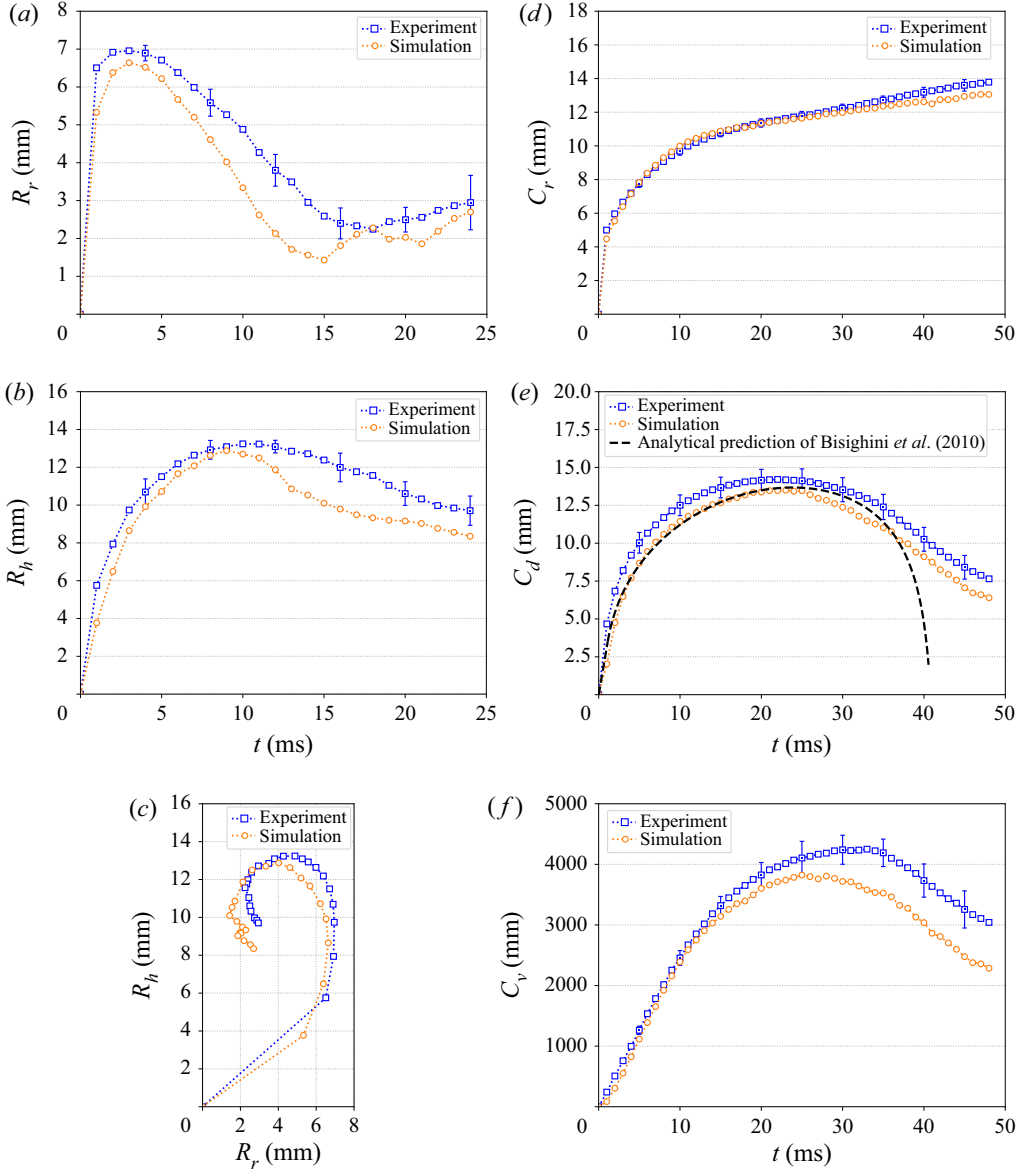 (a)
8
7
6
5
4
3
2
1
0
5
10
15
20
25
R_r (mm)
Experiment
Simulation
(d)
18
16
14
12
10
8
6
4
2
0
10
20
30
40
50
C_r (mm)
Experiment
Simulation
(b)
16
14
12
10
8
6
4
2
0
5
10
15
20
25
R_h (mm)
t (ms)
Experiment
Simulation
(e)
20.0
17.5
15.0
12.5
10.0
7.5
5.0
2.5
0
10
20
30
40
50
C_d (mm)
t (ms)
Experiment
Simulation
Analytical prediction of Bisighini et al. (2010)
(c)
16
14
12
10
8
6
4
2
0
2
4
6
8
R_h (mm)
R_r (mm)
Experiment
Simulation
(f)
5000
4000
3000
2000
1000
0
10
20
30
40
50
C_v (mm)
t (ms)
Experiment
Simulation